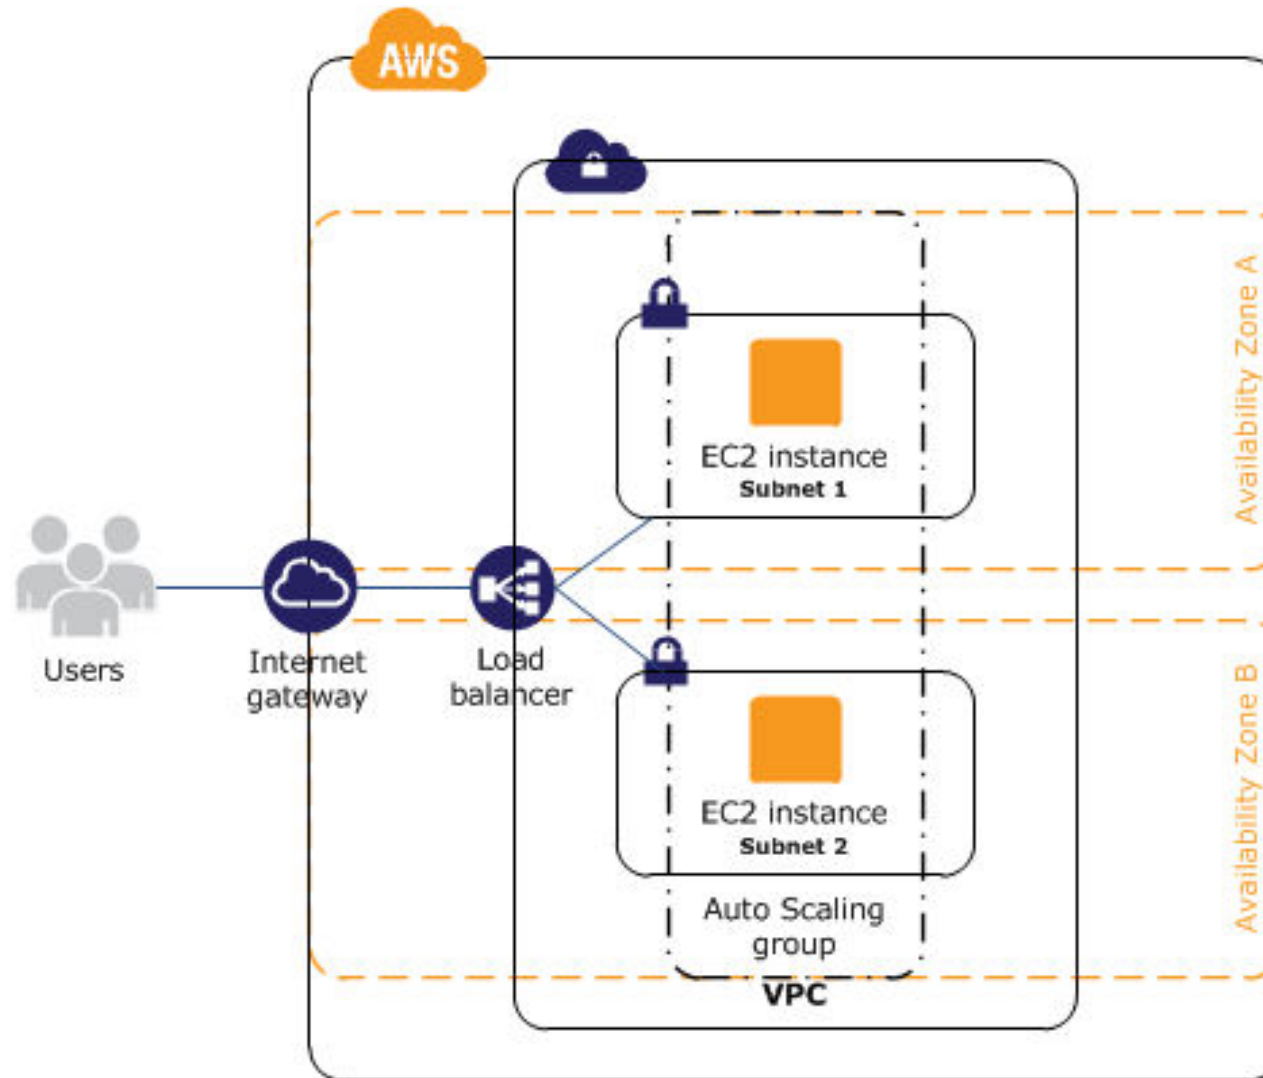 AWS
Availability Zone A
EC2 instance
Subnet 1
Users
Internet
gateway
Load
balancer
Availability Zone B
EC2 instance
Subnet 2
Auto Scaling
group
VPC